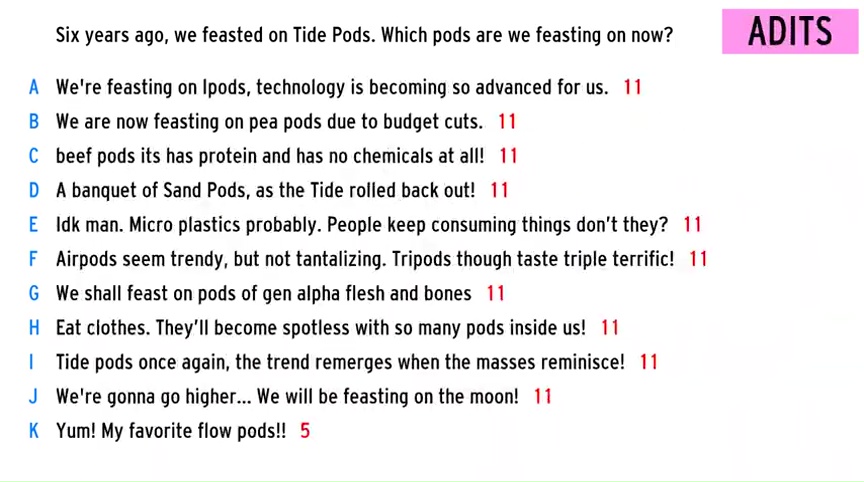 Six years ago, we feasted on Tide Pods. Which pods are we feasting on now?
ADITS
A We're feasting on Ipods, technology is becoming so advanced for us. 11
B We are now feasting on pea pods due to budget cuts. 11
C beef pods its has protein and has no chemicals at all! 11
D A banquet of Sand Pods, as the Tide rolled back out! 11
E Idk man. Micro plastics probably. People keep consuming things don't they? 11
F Airpods seem trendy, but not tantalizing. Tripods though taste triple terrific! 11
G We shall feast on pods of gen alpha flesh and bones 11
H Eat clothes. They'll become spotless with so many pods inside us! 11
I Tide pods once again, the trend remerges when the masses reminisce! 11
J We're gonna go higher... We will be feasting on the moon! 11
K Yum! My favorite flow pods!! 5